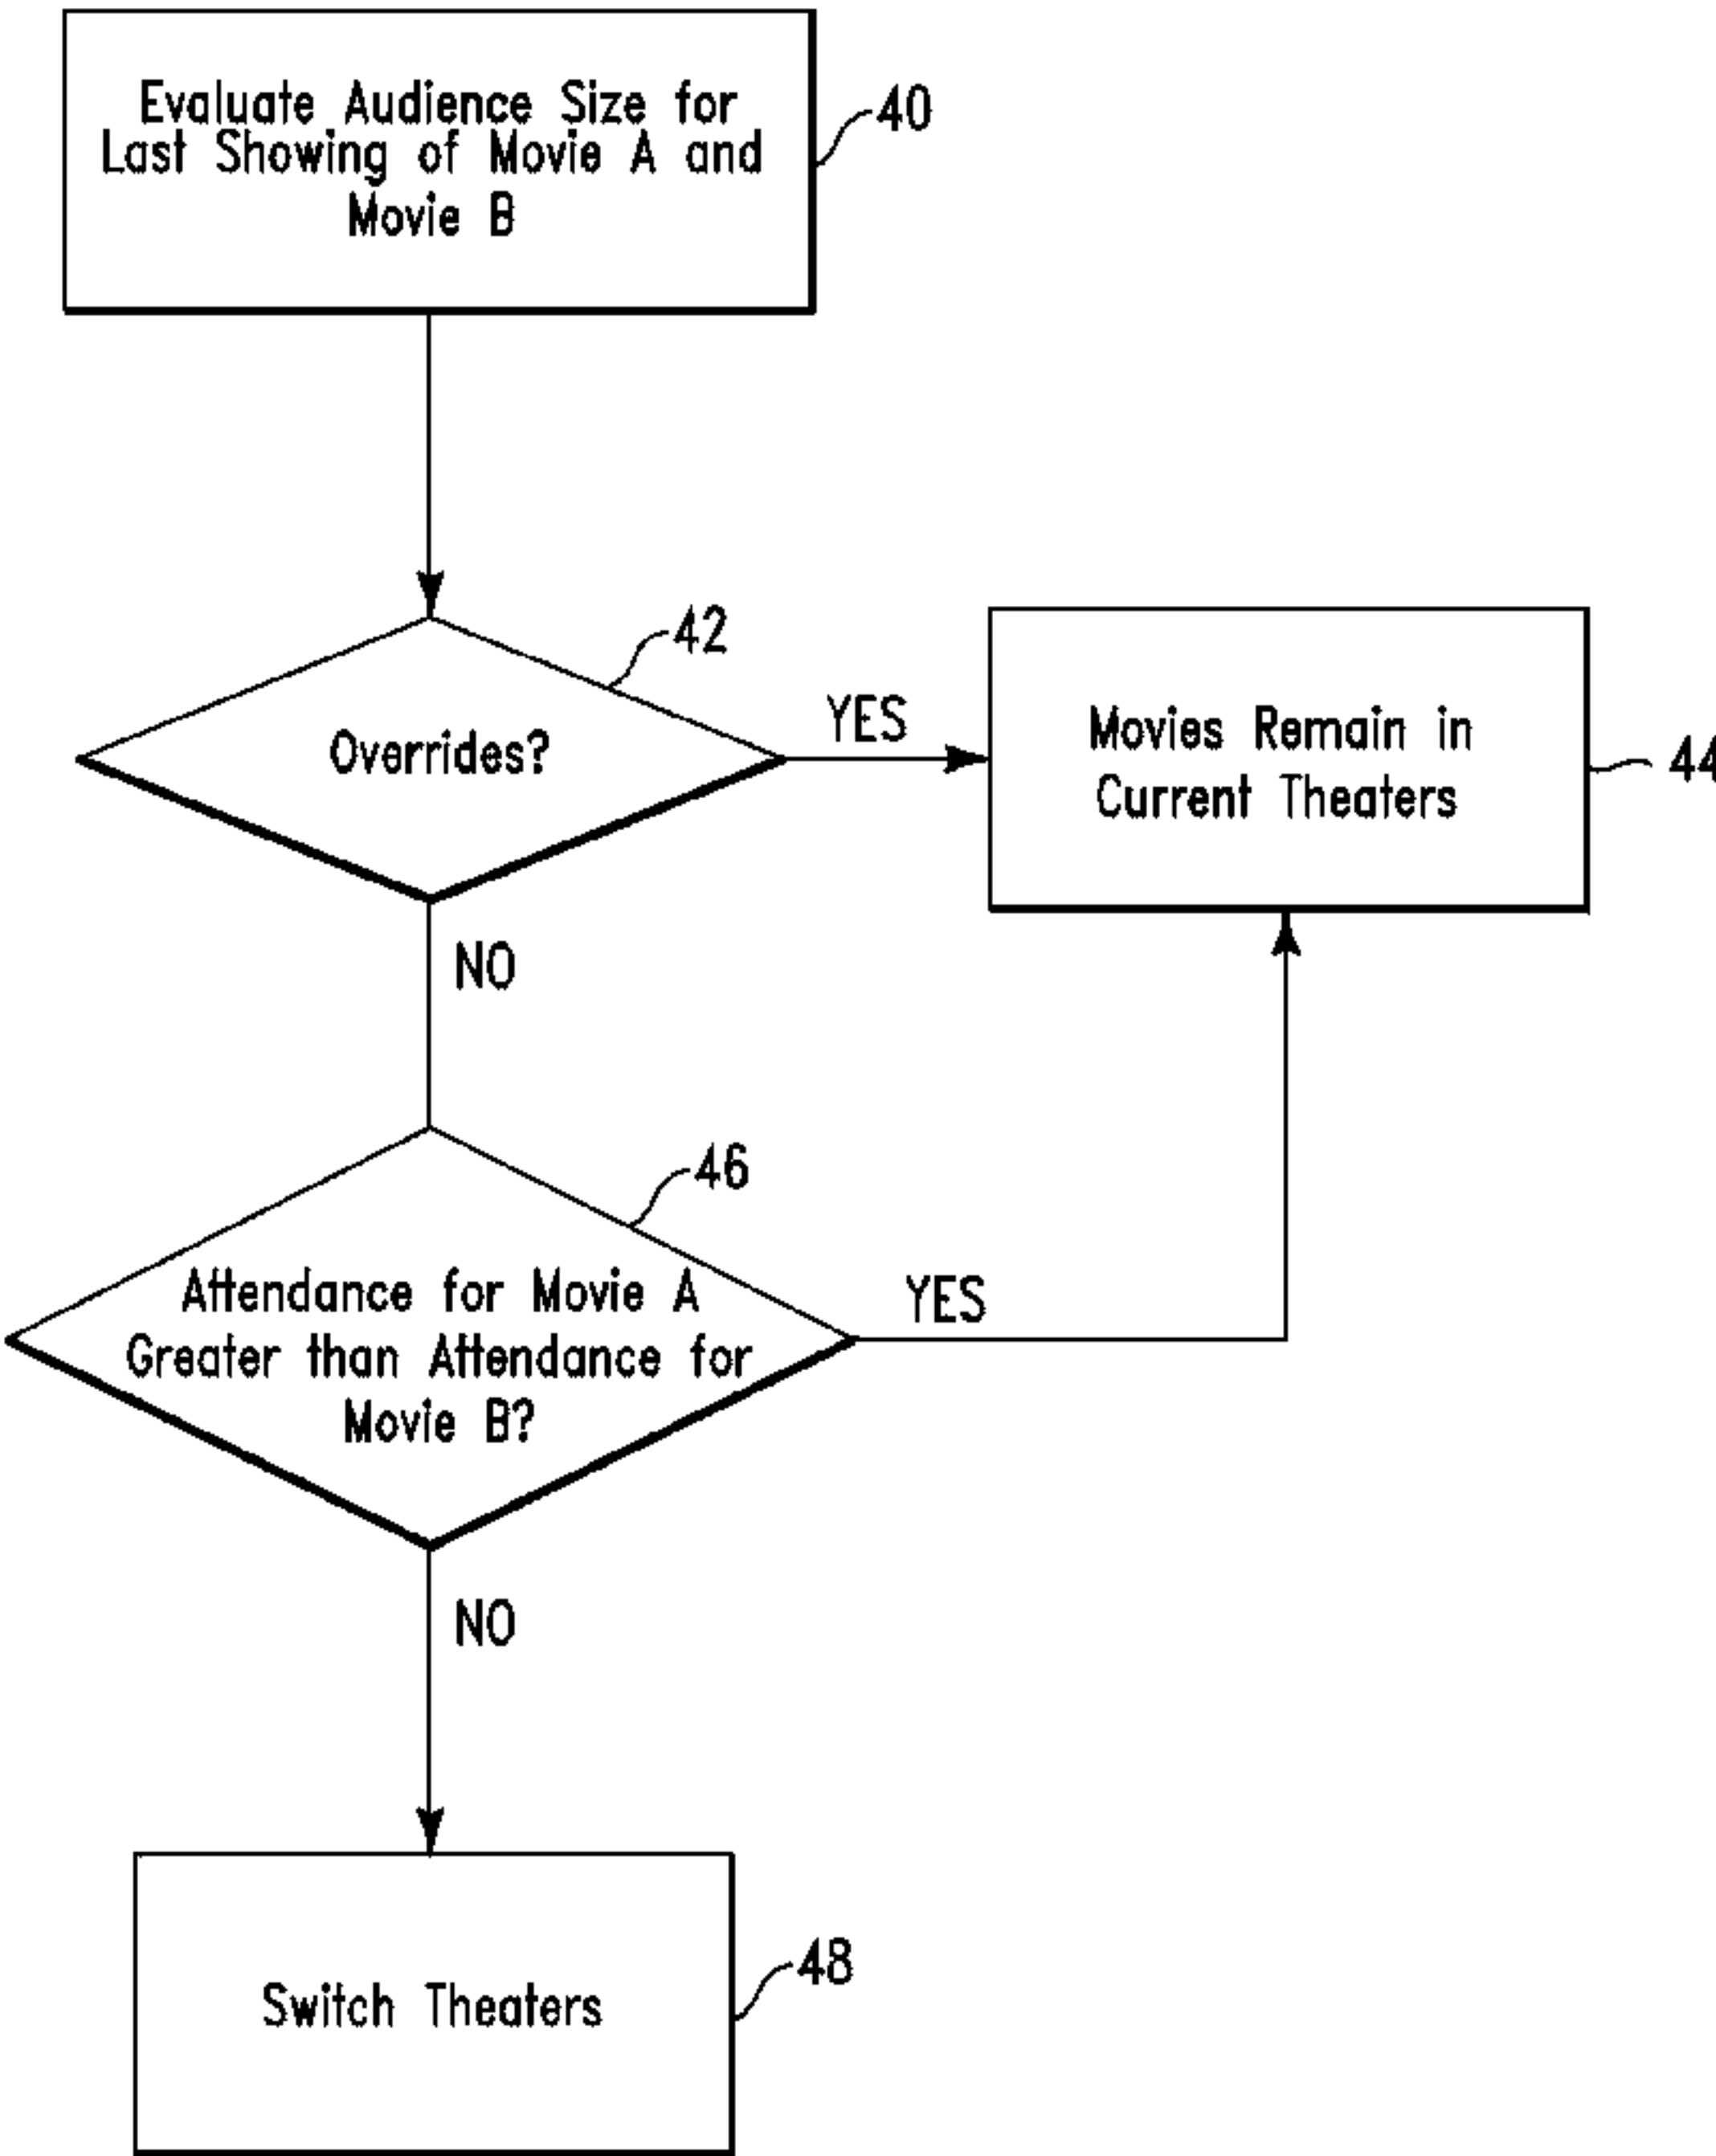 Evaluate Audience Size for
Last Showing of Movie A and
Movie B
40
42
Overrides?
YES
Movies Remain in
Current Theaters
44
NO
46
Attendance for Movie A
Greater than Attendance for
Movie B?
YES
NO
Switch Theaters
48